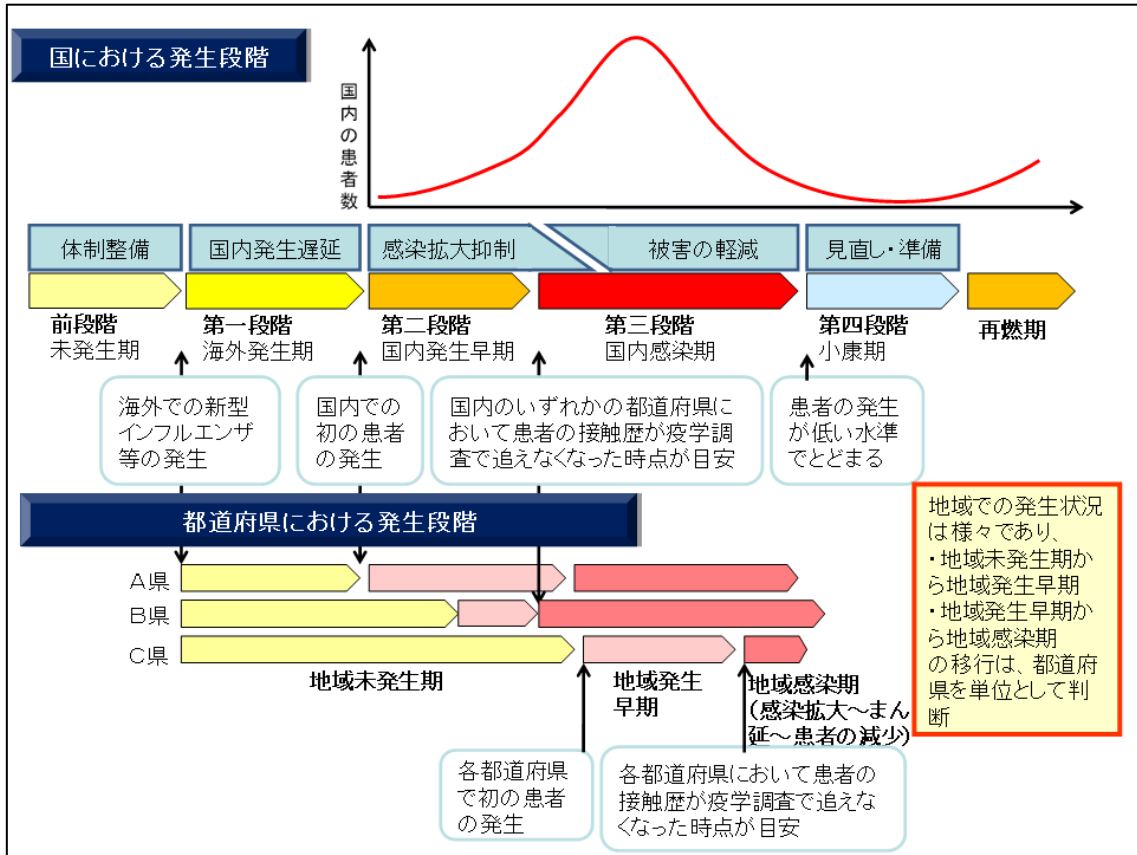 国における発生段階
国内の患者数
体制整備
国内発生遅延
感染拡大抑制
被害の軽減
見直し・準備
前段階
未発生期
第一段階
海外発生期
第二段階
国内発生早期
第三段階
国内感染期
第四段階
小康期
再燃期
海外での新型
インフルエンザ
等の発生
国内での
初の患者
の発生
国内のいずれかの都道府県に
おいて患者の接触歴が疫学調
査で追えなくなった時点が目安
患者の発生
が低い水準
でとどまる
都道府県における発生段階
地域での発生状況
は様々であり、
・地域未発生期か
ら地域発生早期
・地域発生早期か
ら地域感染期
の移行は、都道府
県を単位として判
断
A県
B県
C県
地域未発生期
地域発生
早期
地域感染期
(感染拡大～まん
延～患者の減少)
各都道府県
で初の患者
の発生
各都道府県において患者の
接触歴が疫学調査で追えな
くなった時点が目安